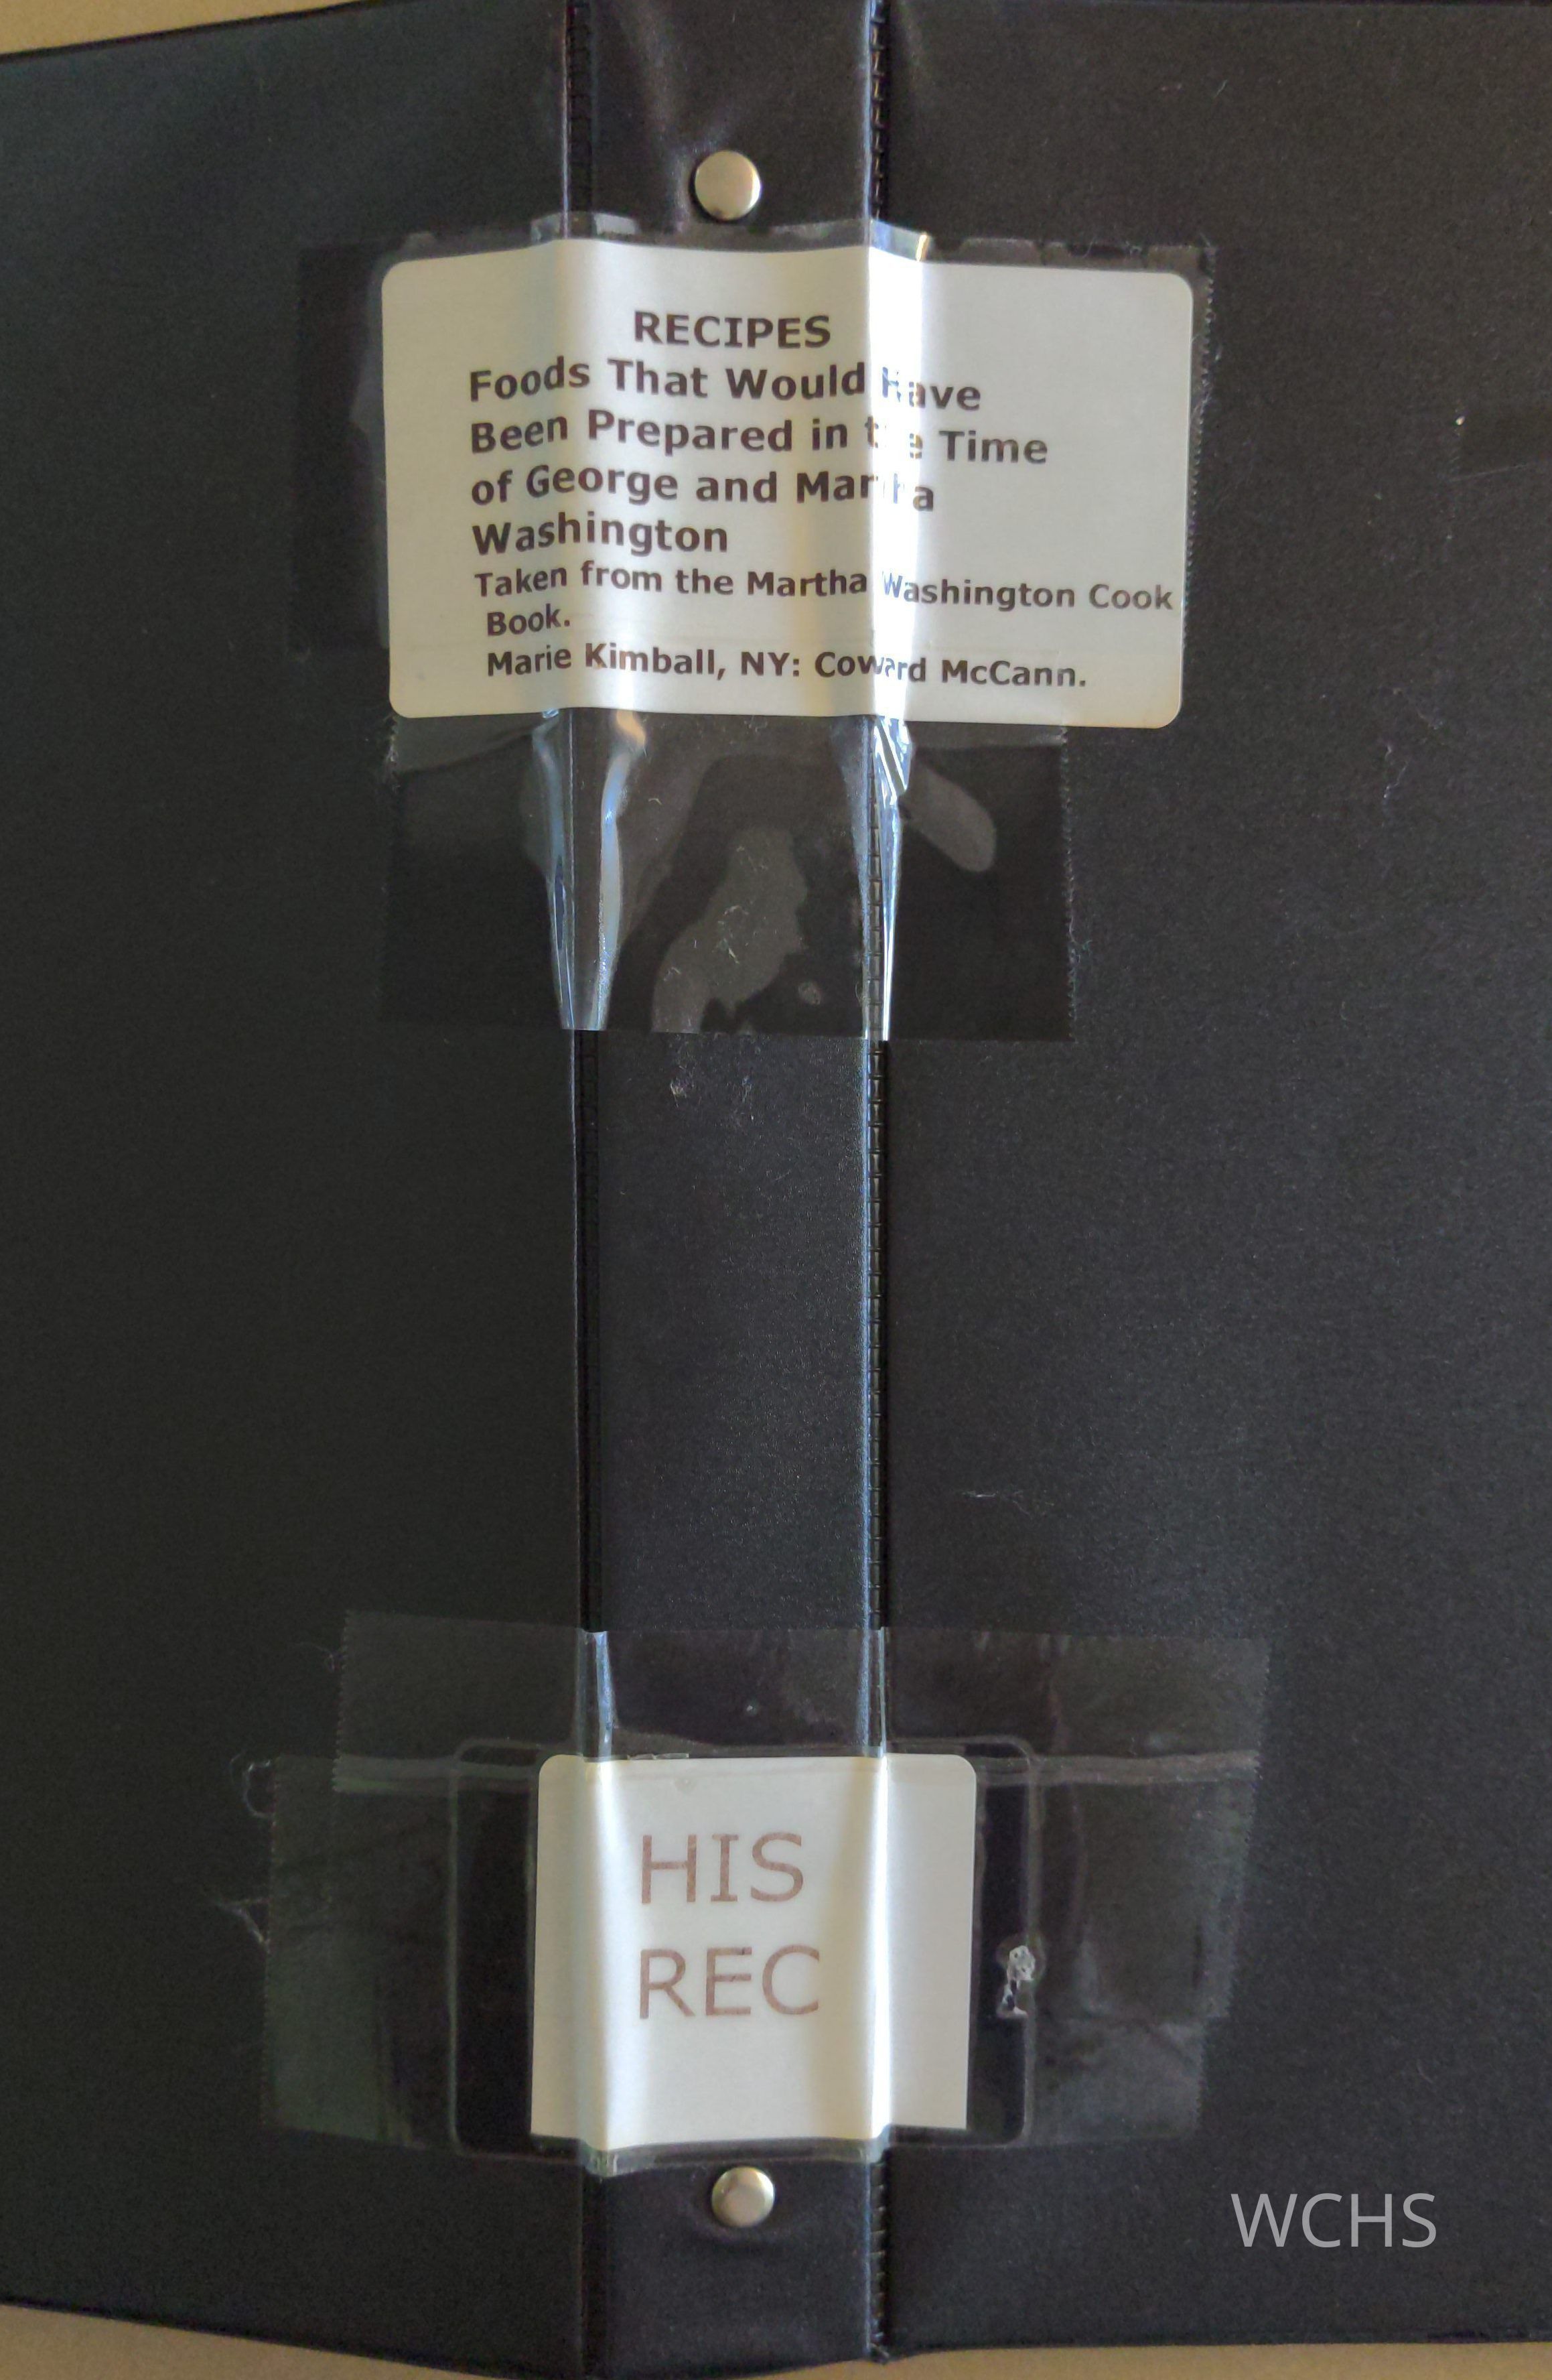 RECIPES
Foods That Would Have
Been Prepared in the Time
of George and Martha
Washington
Taken from the Martha Washington Cook
Book.
Marie Kimball, NY: Coward McCann.
HIS
REC
WCHS